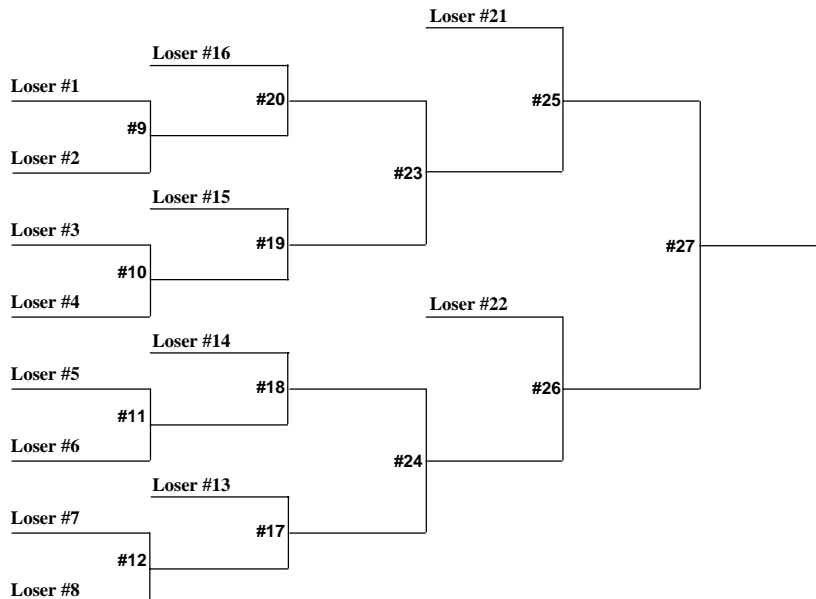 Loser #21
Loser #16
Loser #1
#20
#25
#9
Loser #2
#23
Loser #15
Loser #3
#19
#27
#10
Loser #4
Loser #22
Loser #14
Loser #5
#18
#26
#11
Loser #6
#24
Loser #13
Loser #7
#17
#12
Loser #8